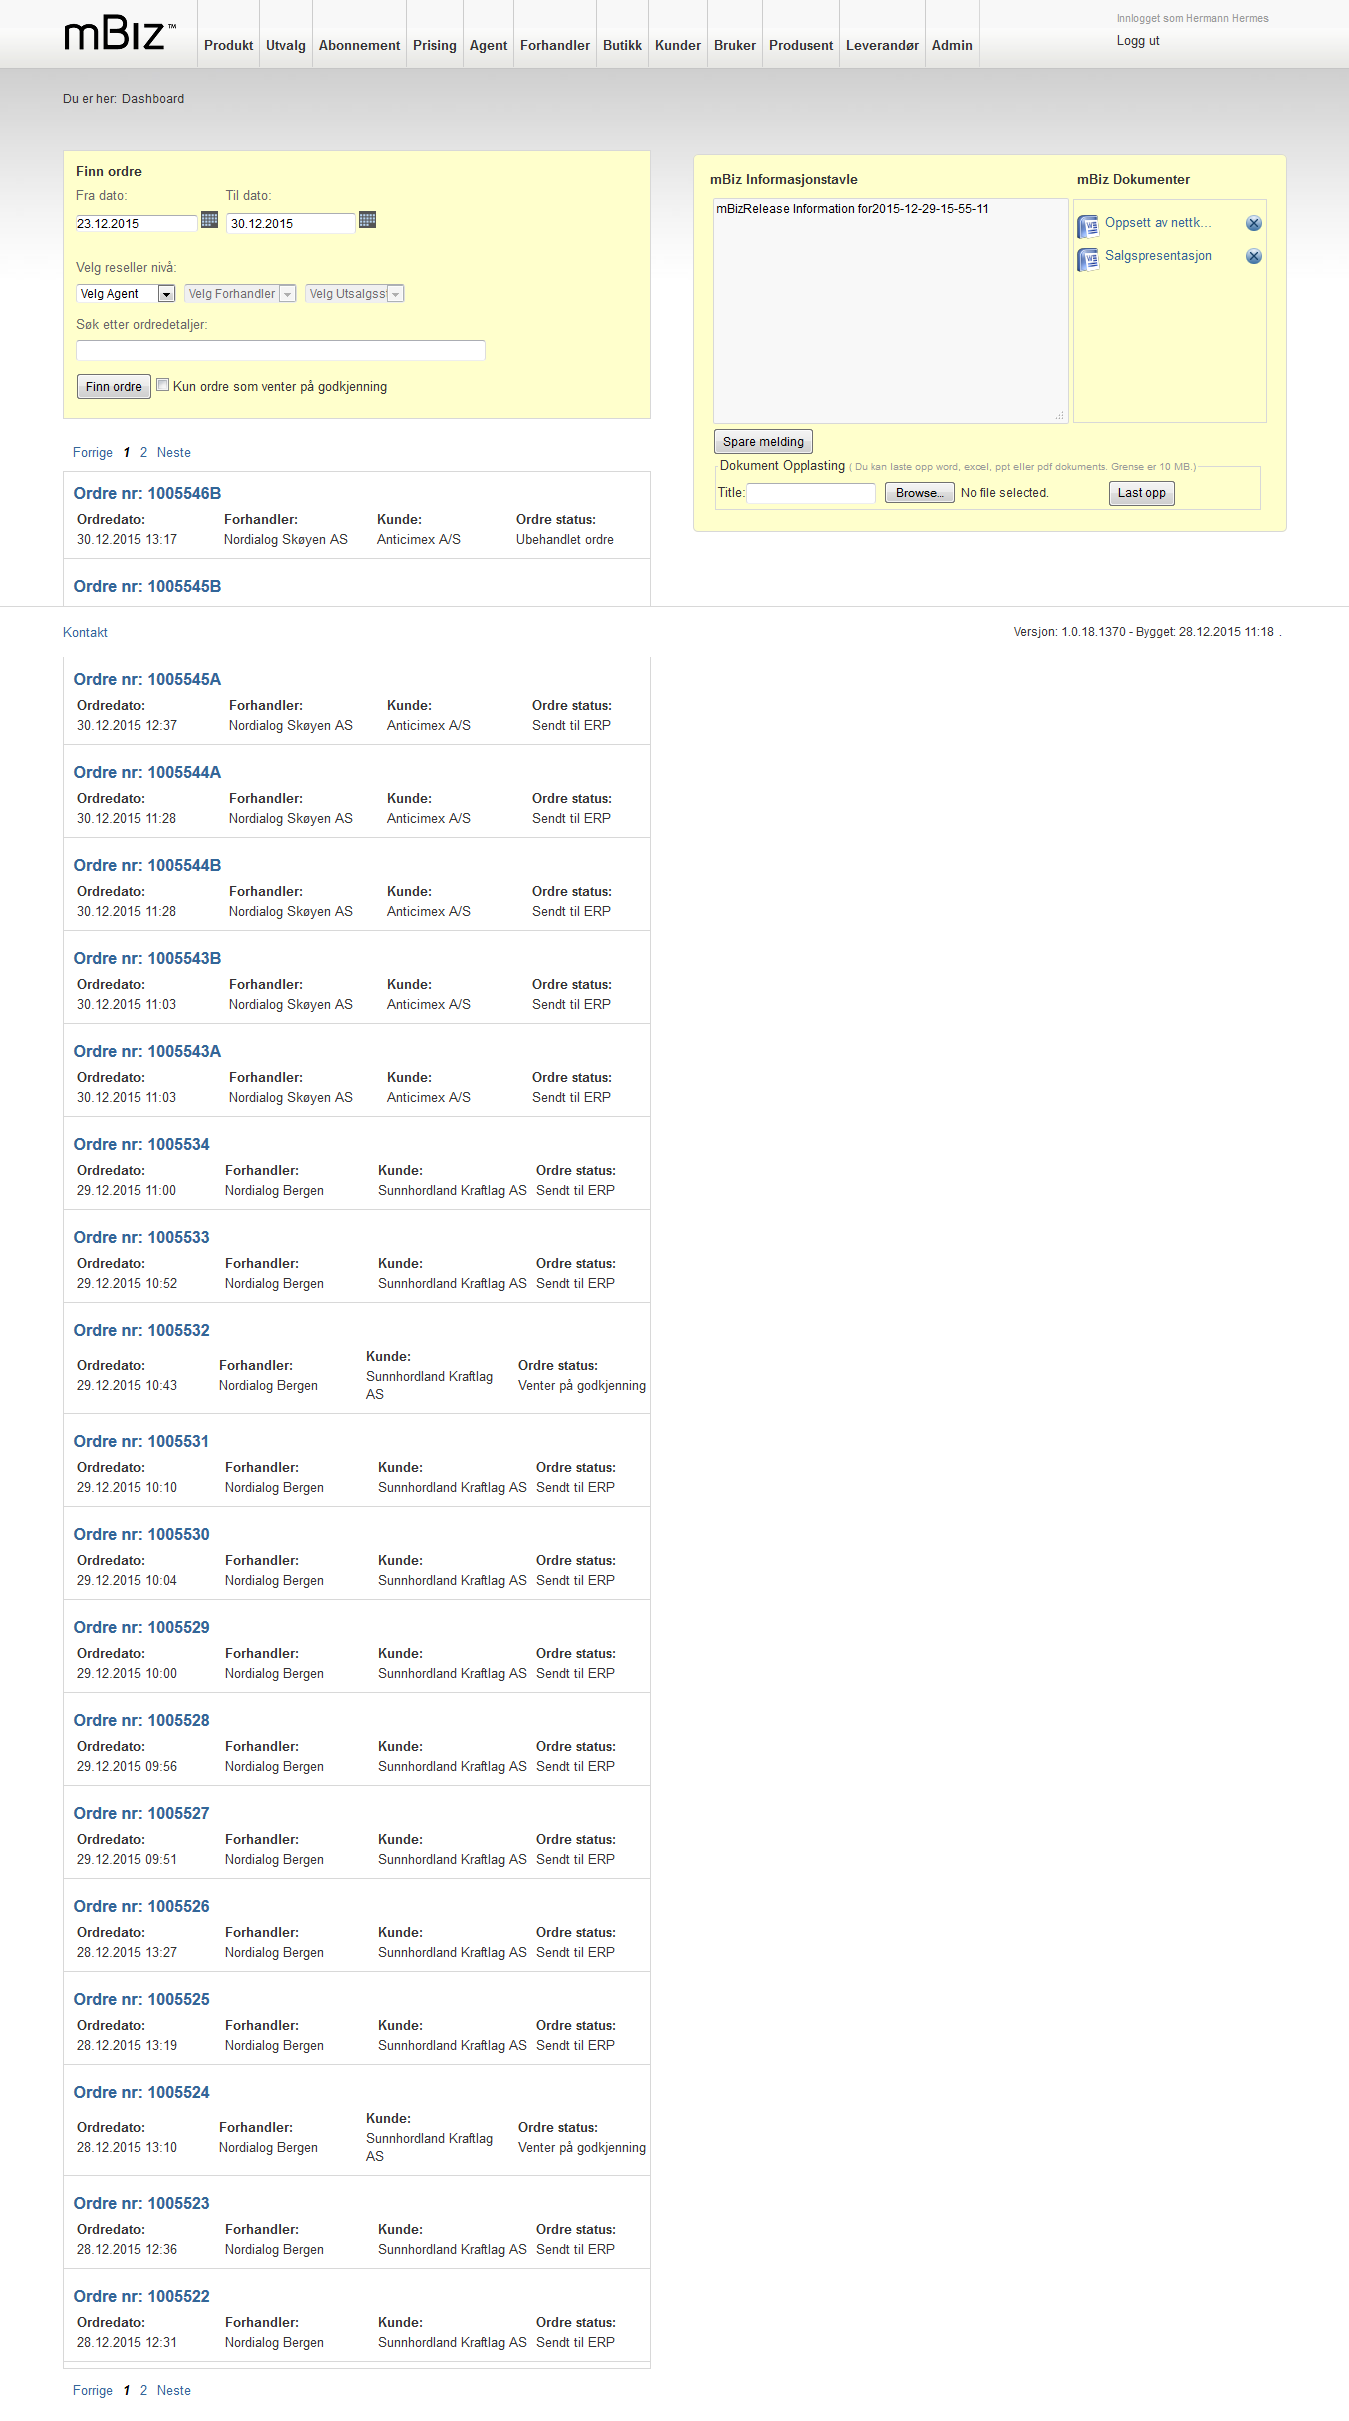 mBiz™
Produkt Utvalg Abonnement Prising Agent Forhandler Butikk Kunder Bruker Produsent Leverandør Admin
Innlogget som Hermann Hermes
Logg ut
Du er her: Dashboard
Finn ordre
Fra dato: Til dato:
23.12.2015 30.12.2015
Velg reseller nivå:
Velg Agent Velg Forhandler Velg Utsalgsst
Søk etter ordredetaljer:
Finn ordre Kun ordre som venter på godkjenning
mBiz Informasjonstavle mBiz Dokumenter
mBizRelease Information for2015-12-29-15-55-11
Oppsett av nettk...
Salgspresentasjon
Spare melding
Dokument Opplasting ( Du kan laste opp word, excel, ppt eller pdf dokuments. Grense er 10 MB.)
Title: Browse... No file selected. Last opp
Forrige 1 2 Neste
Ordre nr: 1005546B
Ordredato: Forhandler: Kunde: Ordre status:
30.12.2015 13:17 Nordialog Skøyen AS Anticimex A/S Ubehandlet ordre
Ordre nr: 1005545B
Kontakt Versjon: 1.0.18.1370 - Bygget: 28.12.2015 11:18 .
Ordre nr: 1005545A
Ordredato: Forhandler: Kunde: Ordre status:
30.12.2015 12:37 Nordialog Skøyen AS Anticimex A/S Sendt til ERP
Ordre nr: 1005544A
Ordredato: Forhandler: Kunde: Ordre status:
30.12.2015 11:28 Nordialog Skøyen AS Anticimex A/S Sendt til ERP
Ordre nr: 1005544B
Ordredato: Forhandler: Kunde: Ordre status:
30.12.2015 11:28 Nordialog Skøyen AS Anticimex A/S Sendt til ERP
Ordre nr: 1005543B
Ordredato: Forhandler: Kunde: Ordre status:
30.12.2015 11:03 Nordialog Skøyen AS Anticimex A/S Sendt til ERP
Ordre nr: 1005543A
Ordredato: Forhandler: Kunde: Ordre status:
30.12.2015 11:03 Nordialog Skøyen AS Anticimex A/S Sendt til ERP
Ordre nr: 1005534
Ordredato: Forhandler: Kunde: Ordre status:
29.12.2015 11:00 Nordialog Bergen Sunnhordland Kraftlag AS Sendt til ERP
Ordre nr: 1005533
Ordredato: Forhandler: Kunde: Ordre status:
29.12.2015 10:52 Nordialog Bergen Sunnhordland Kraftlag AS Sendt til ERP
Ordre nr: 1005532
Ordredato: Forhandler: Kunde: Ordre status:
29.12.2015 10:43 Nordialog Bergen Sunnhordland Kraftlag Venter på godkjenning
AS
Ordre nr: 1005531
Ordredato: Forhandler: Kunde: Ordre status:
29.12.2015 10:10 Nordialog Bergen Sunnhordland Kraftlag AS Sendt til ERP
Ordre nr: 1005530
Ordredato: Forhandler: Kunde: Ordre status:
29.12.2015 10:04 Nordialog Bergen Sunnhordland Kraftlag AS Sendt til ERP
Ordre nr: 1005529
Ordredato: Forhandler: Kunde: Ordre status:
29.12.2015 10:00 Nordialog Bergen Sunnhordland Kraftlag AS Sendt til ERP
Ordre nr: 1005528
Ordredato: Forhandler: Kunde: Ordre status:
29.12.2015 09:56 Nordialog Bergen Sunnhordland Kraftlag AS Sendt til ERP
Ordre nr: 1005527
Ordredato: Forhandler: Kunde: Ordre status:
29.12.2015 09:51 Nordialog Bergen Sunnhordland Kraftlag AS Sendt til ERP
Ordre nr: 1005526
Ordredato: Forhandler: Kunde: Ordre status:
28.12.2015 13:27 Nordialog Bergen Sunnhordland Kraftlag AS Sendt til ERP
Ordre nr: 1005525
Ordredato: Forhandler: Kunde: Ordre status:
28.12.2015 13:19 Nordialog Bergen Sunnhordland Kraftlag AS Sendt til ERP
Ordre nr: 1005524
Ordredato: Forhandler: Kunde: Ordre status:
28.12.2015 13:10 Nordialog Bergen Sunnhordland Kraftlag Venter på godkjenning
AS
Ordre nr: 1005523
Ordredato: Forhandler: Kunde: Ordre status:
28.12.2015 12:36 Nordialog Bergen Sunnhordland Kraftlag AS Sendt til ERP
Ordre nr: 1005522
Ordredato: Forhandler: Kunde: Ordre status:
28.12.2015 12:31 Nordialog Bergen Sunnhordland Kraftlag AS Sendt til ERP
Forrige 1 2 Neste